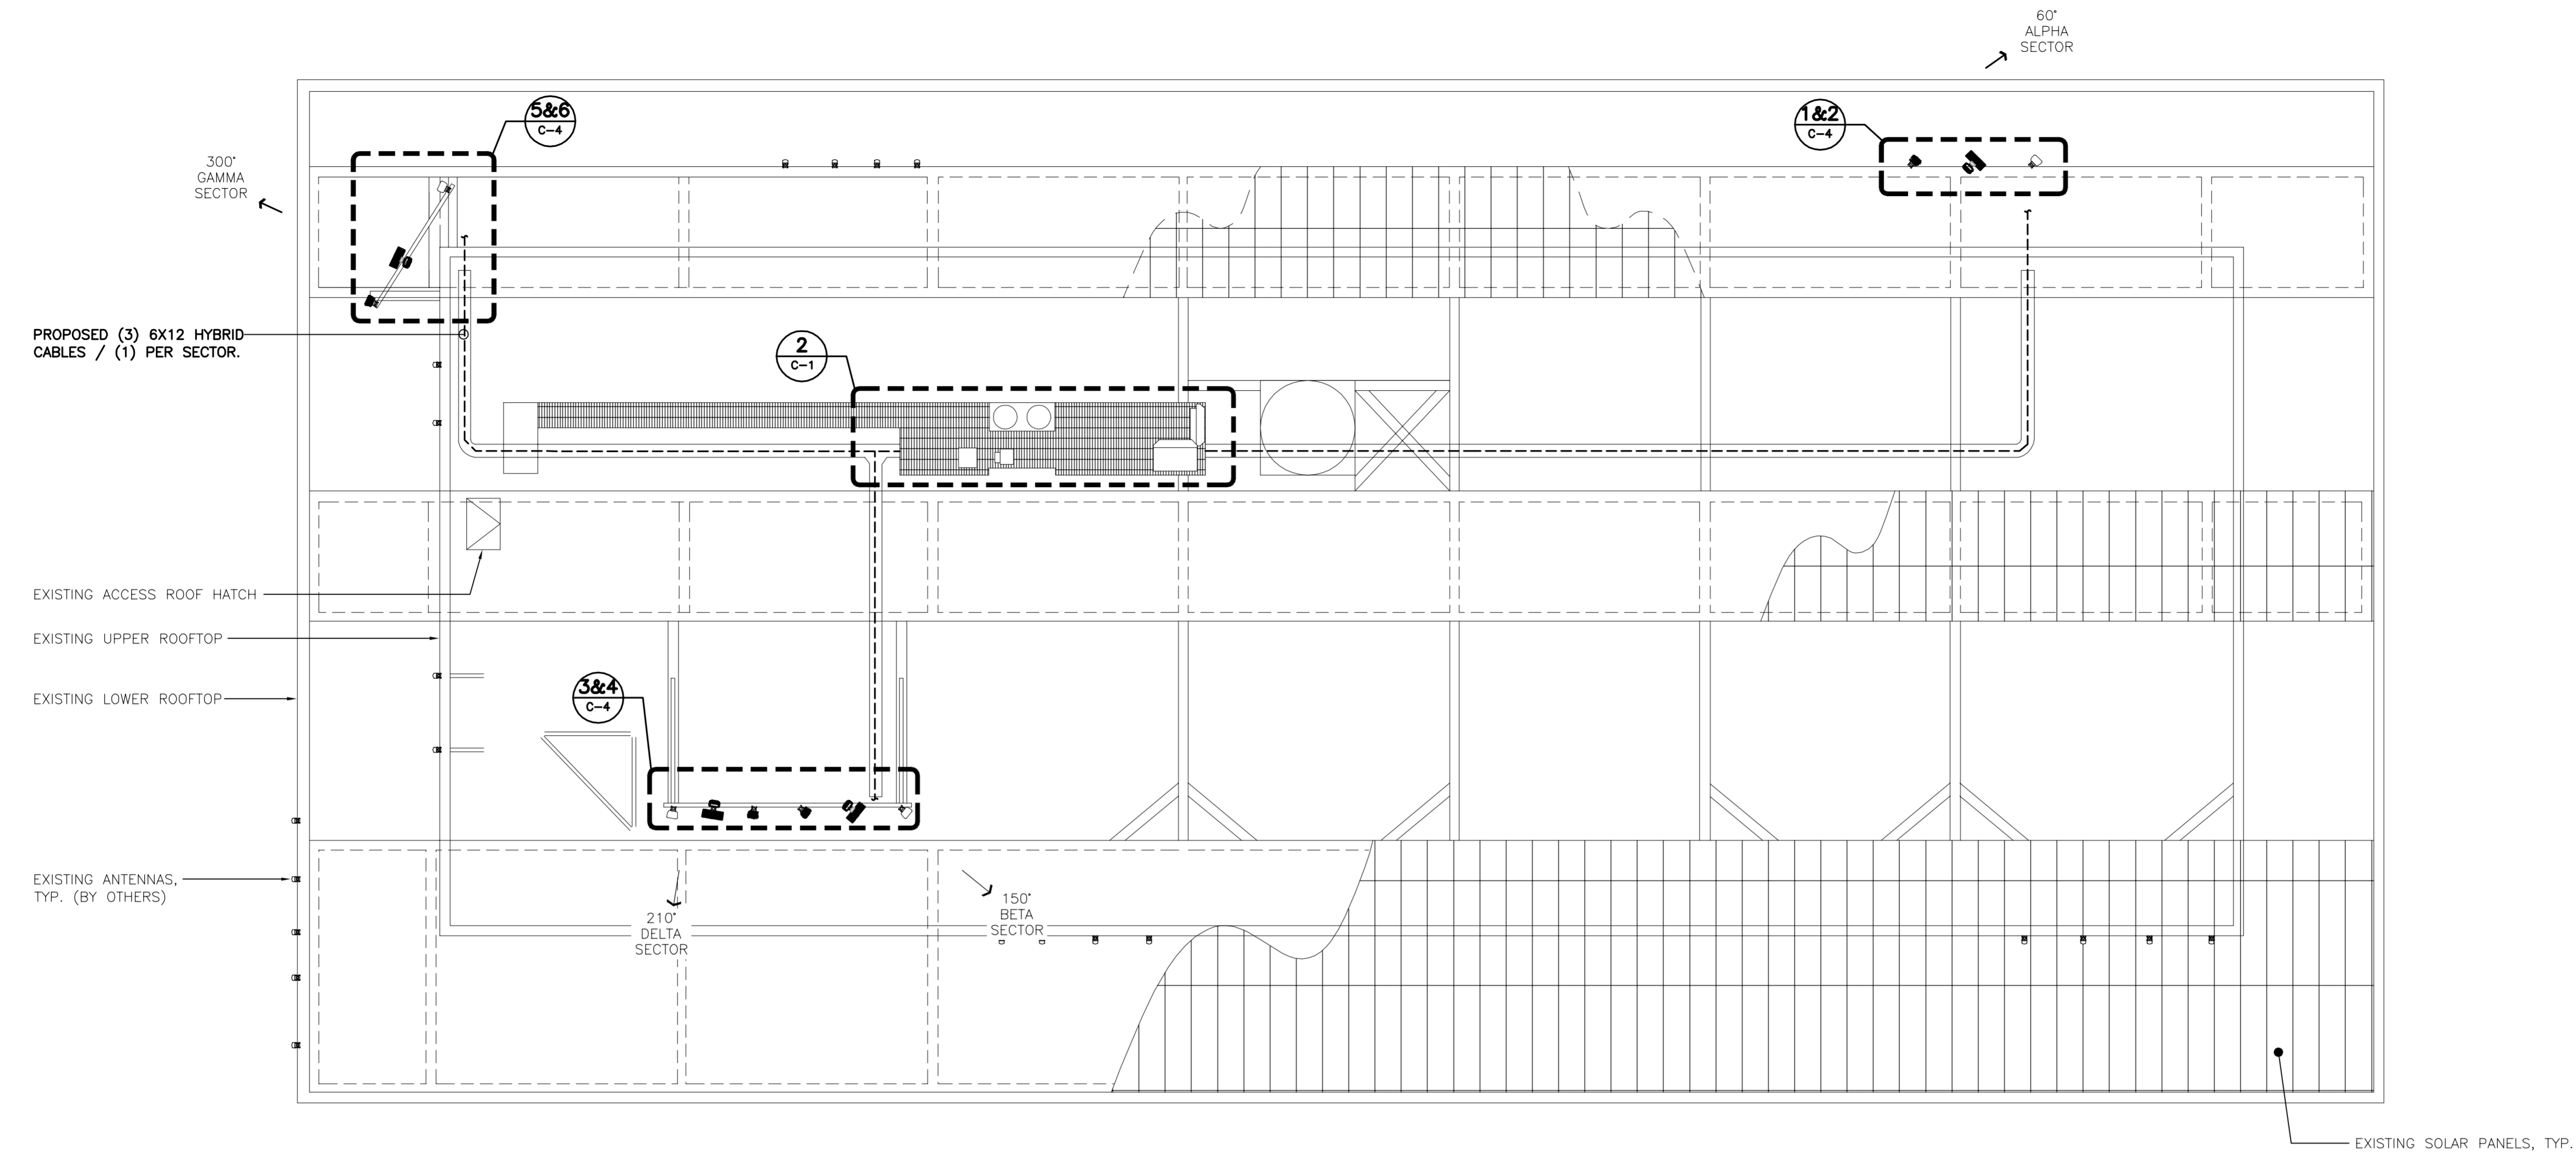 60°
ALPHA
SECTOR
5&6
C-4
1&2
C-4
300°
GAMMA
SECTOR
PROPOSED (3) 6X12 HYBRID
CABLES / (1) PER SECTOR.
2
C-1
EXISTING ACCESS ROOF HATCH
EXISTING UPPER ROOFTOP
EXISTING LOWER ROOFTOP
3&4
C-4
EXISTING ANTENNAS,
TYP. (BY OTHERS)
210°
DELTA
SECTOR
150°
BETA
SECTOR
EXISTING SOLAR PANELS, TYP.